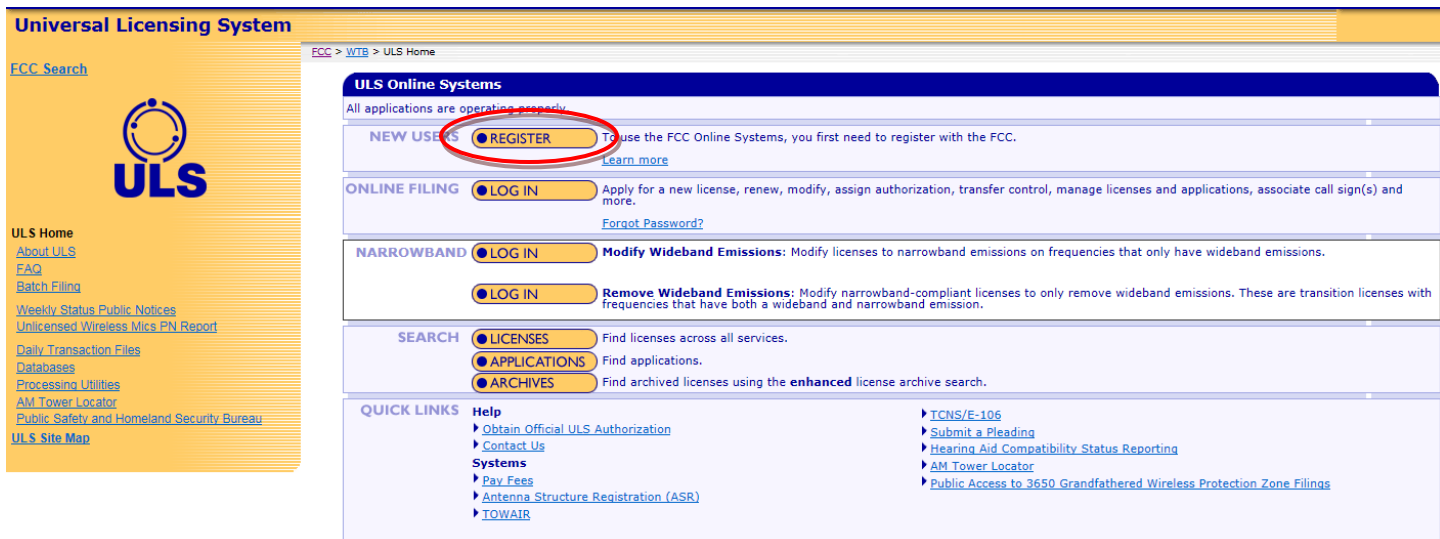 Universal Licensing System
FCC > WTB > ULS Home
FCC Search
ULS
ULS Home
About ULS
FAQ
Batch Filing
Weekly Status Public Notices
Unlicensed Wireless Mics PN Report
Daily Transaction Files
Databases
Processing Utilities
AM Tower Locator
Public Safety and Homeland Security Bureau
ULS Site Map
ULS Online Systems
All applications are operating properly
NEW USERS REGISTER To use the FCC Online Systems, you first need to register with the FCC.
Learn more
ONLINE FILING LOG IN Apply for a new license, renew, modify, assign authorization, transfer control, manage licenses and applications, associate call sign(s) and
more.
Forgot Password?
NARROWBAND LOG IN Modify Wideband Emissions: Modify licenses to narrowband emissions on frequencies that only have wideband emissions.
LOG IN Remove Wideband Emissions: Modify narrowband-compliant licenses to only remove wideband emissions. These are transition licenses with
frequencies that have both a wideband and narrowband emission.
SEARCH LICENSES Find licenses across all services.
APPLICATIONS Find applications.
ARCHIVES Find archived licenses using the enhanced license archive search.
QUICK LINKS Help
Obtain Official ULS Authorization
Contact Us
Systems
Pay Fees
Antenna Structure Registration (ASR)
TOWAIR
TCNS/E-106
Submit a Pleading
Hearing Aid Compatibility Status Reporting
AM Tower Locator
Public Access to 3650 Grandfathered Wireless Protection Zone Filings